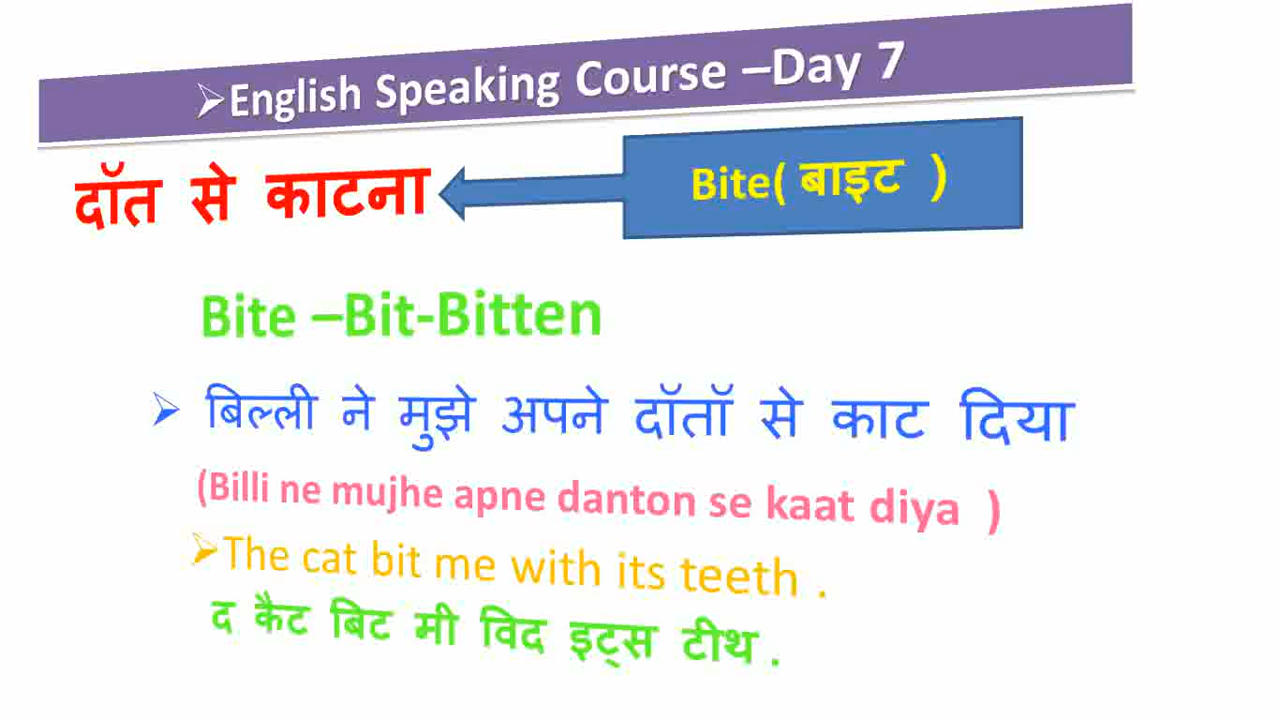 ➢English Speaking Course –Day 7
दॉत से काटना
Bite( बाइट )
Bite –Bit-Bitten
➢ बिल्ली ने मुझे अपने दॉतॉ से काट दिया
(Billi ne mujhe apne danton se kaat diya )
➢The cat bit me with its teeth .
द कैट बिट मी विद इट्स टीथ .